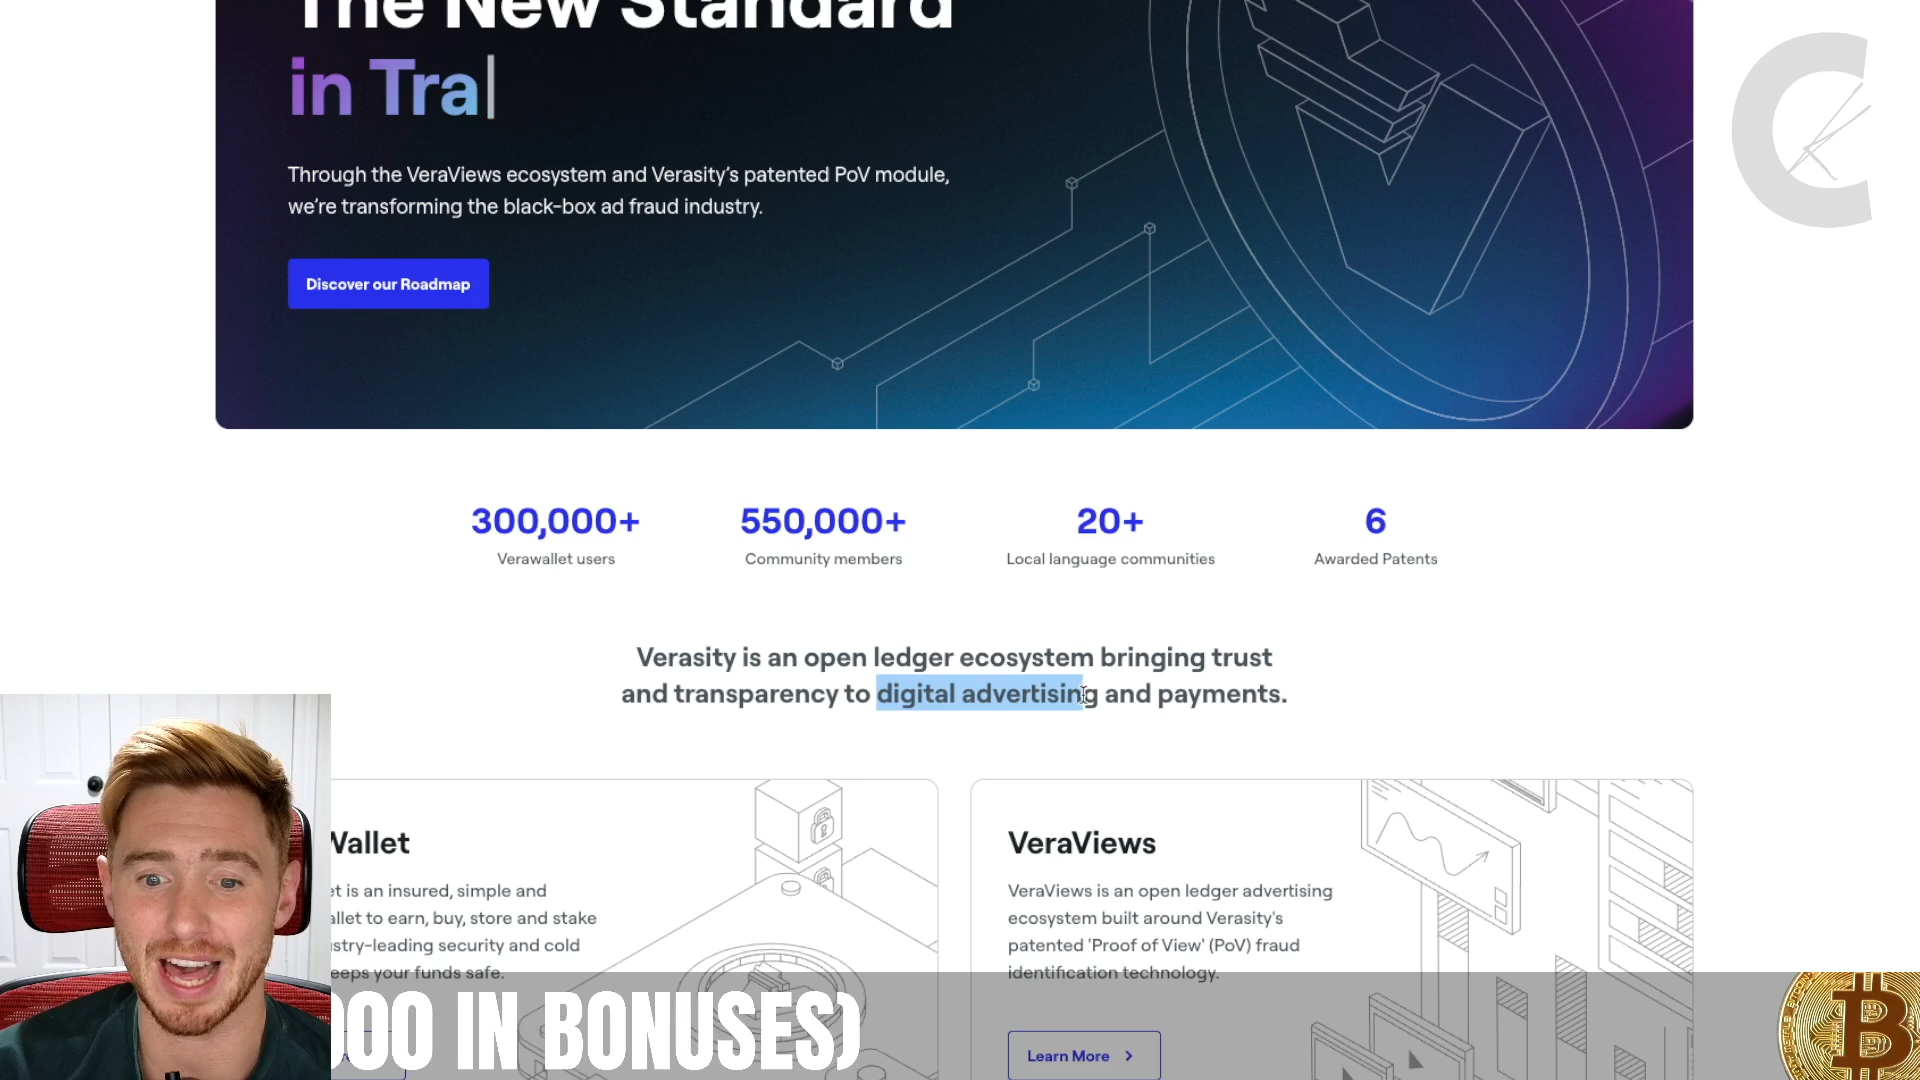 The New Standard
in Tra
Through the VeraViews ecosystem and Verasity's patented PoV module,
we're transforming the black-box ad fraud industry.
Discover our Roadmap
300,000+
Verawallet users
550,000+
Community members
20+
Local language communities
6
Awarded Patents
Verasity is an open ledger ecosystem bringing trust
and transparency to digital advertising and payments.
Wallet
et is an insured, simple and
allet to earn, buy, store and stake
stry-leading security and cold
eeps your funds safe.
VeraViews
VeraViews is an open ledger advertising
ecosystem built around Verasity's
patented 'Proof of View' (PoV) fraud
identification technology.
Learn More
000 IN BONUSES)